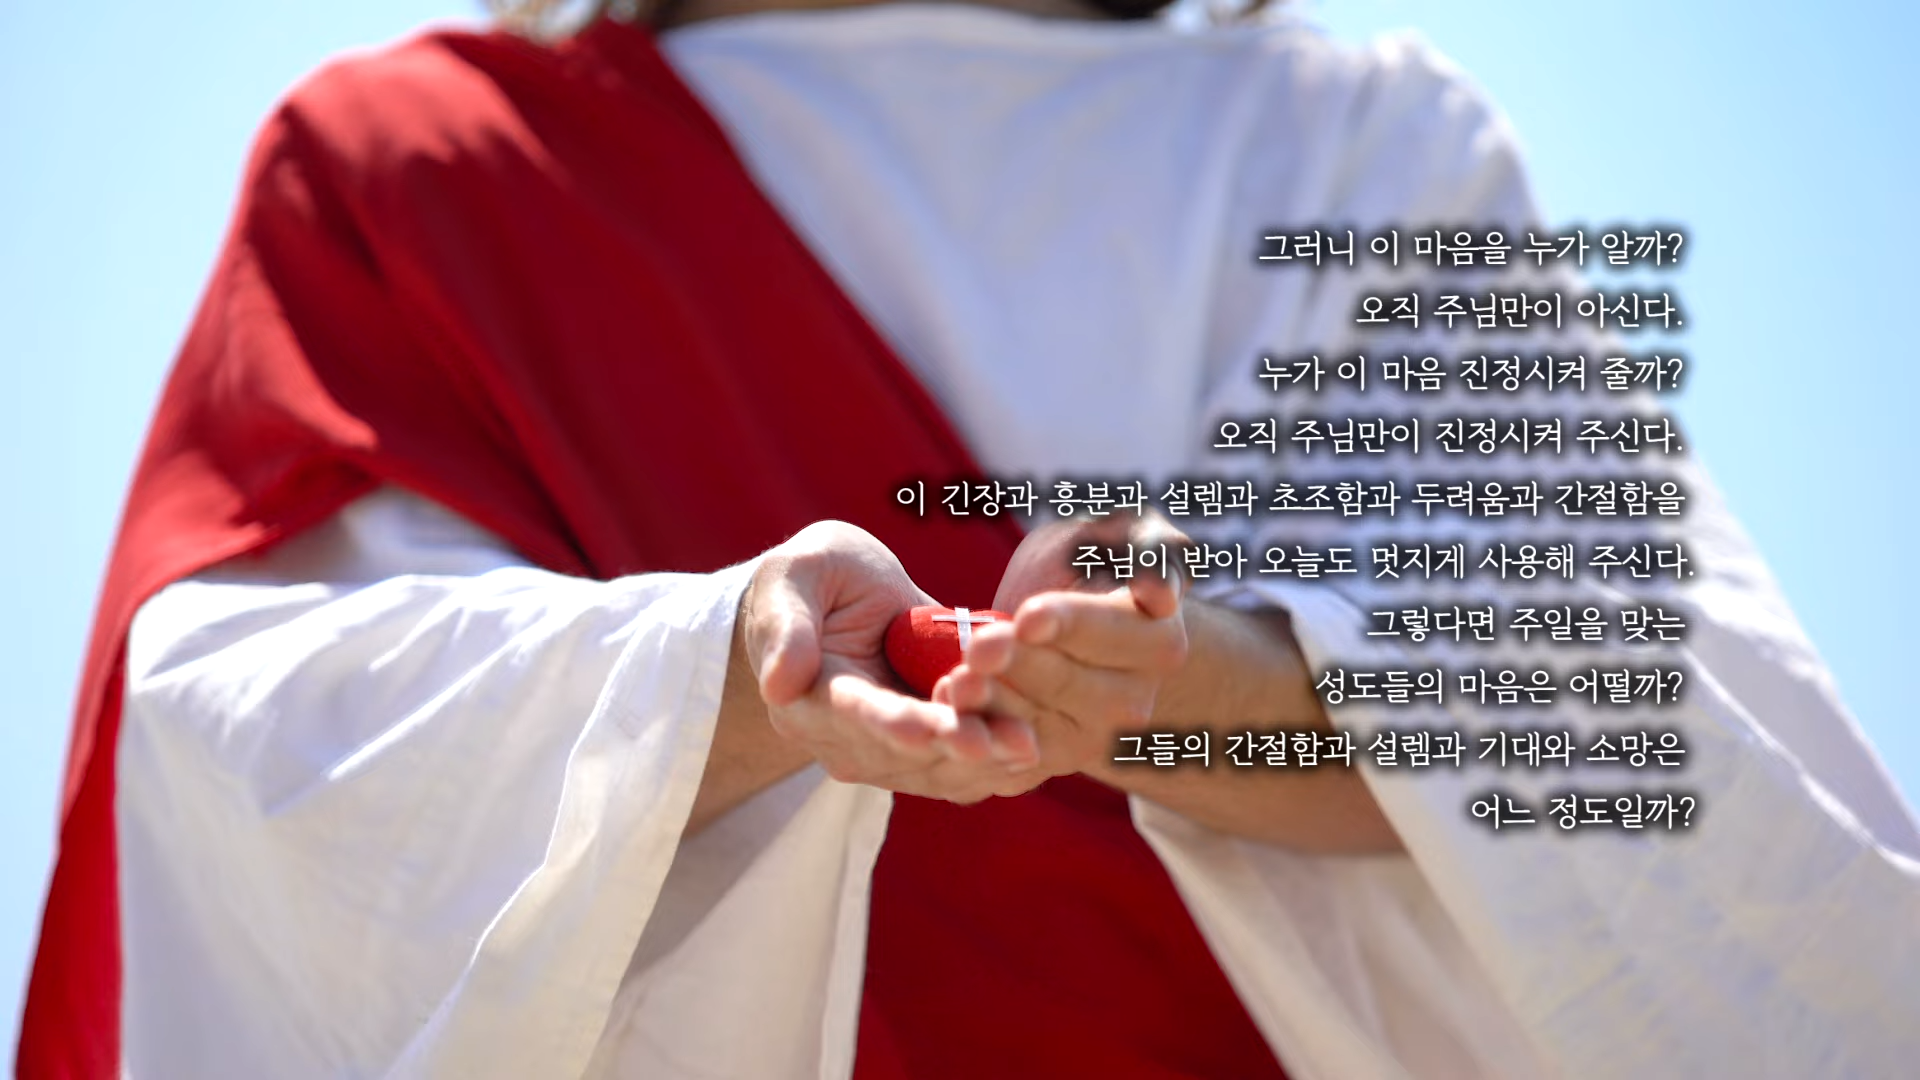 그러니 이 마음을 누가 알까?
오직 주님만이 아신다.
누가 이 마음 진정시켜 줄까?
오직 주님만이 진정시켜 주신다.
이 긴장과 흥분과 설렘과 초조함과 두려움과 간절함을
주님이 받아 오늘도 멋지게 사용해 주신다.
그렇다면 주일을 맞는
성도들의 마음은 어떨까?
그들의 간절함과 설렘과 기대와 소망은
어느 정도일까?